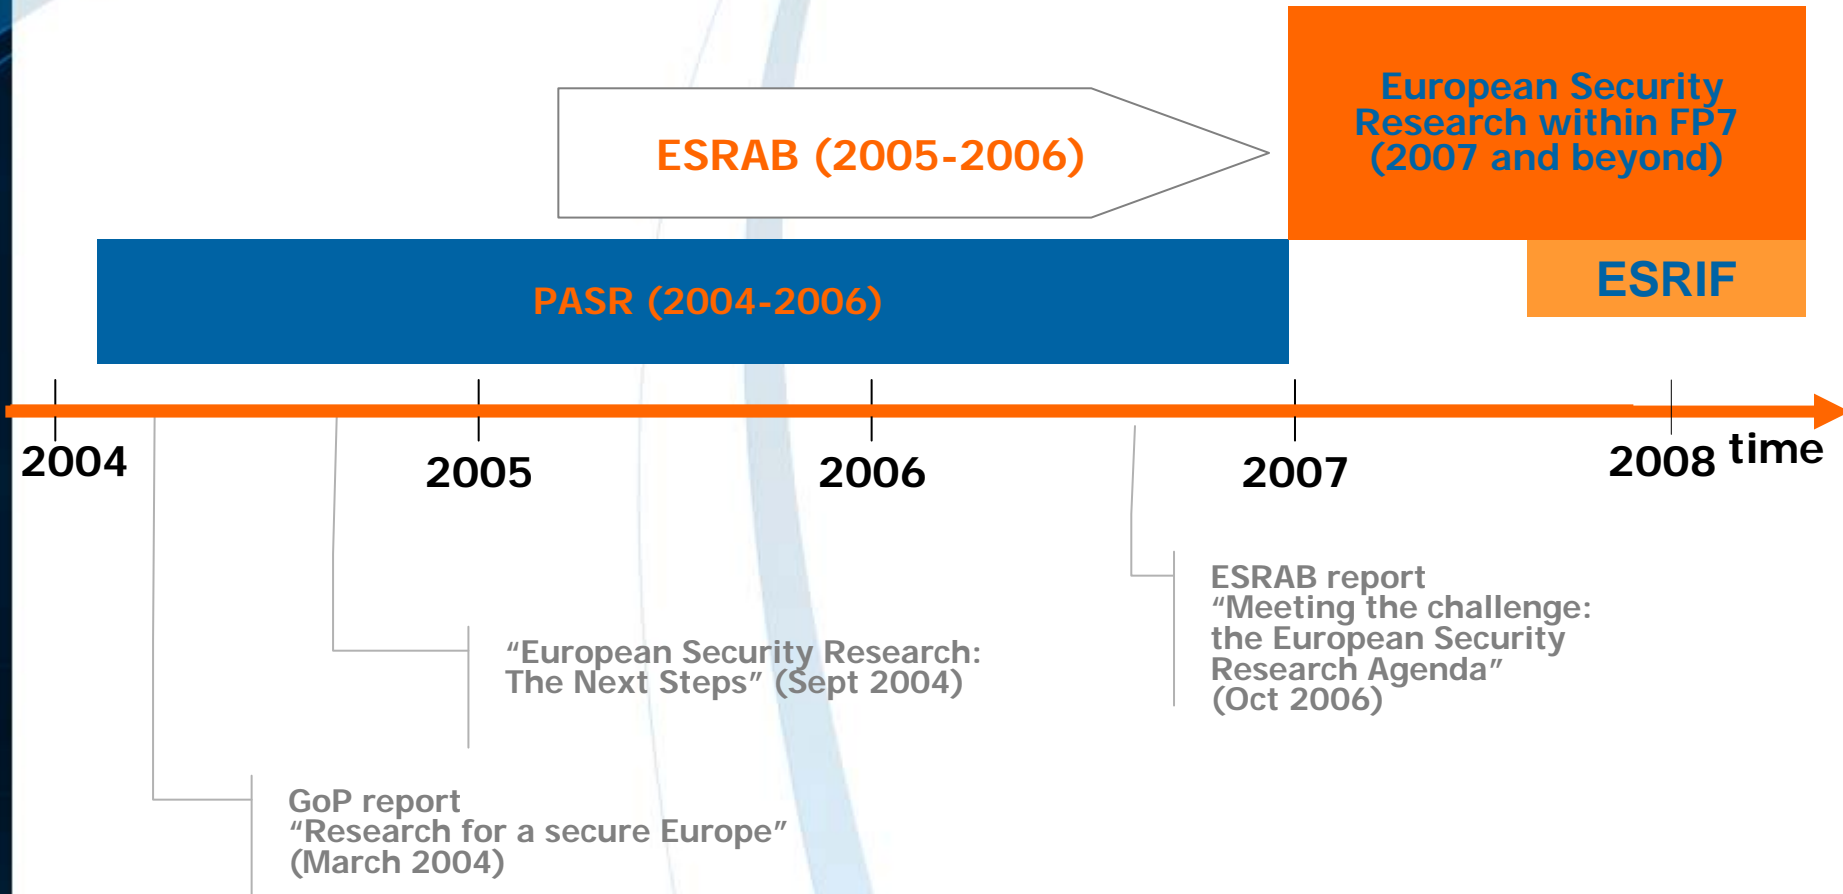 European Security
Research within FP7
(2007 and beyond)
ESRAB (2005-2006)
ESRIF
PASR (2004-2006)
2004
2005
2006
2007
2008
time
ESRAB report
“Meeting the challenge:
the European Security
Research Agenda”
(Oct 2006)
“European Security Research:
The Next Steps” (Sept 2004)
GoP report
“Research for a secure Europe”
(March 2004)